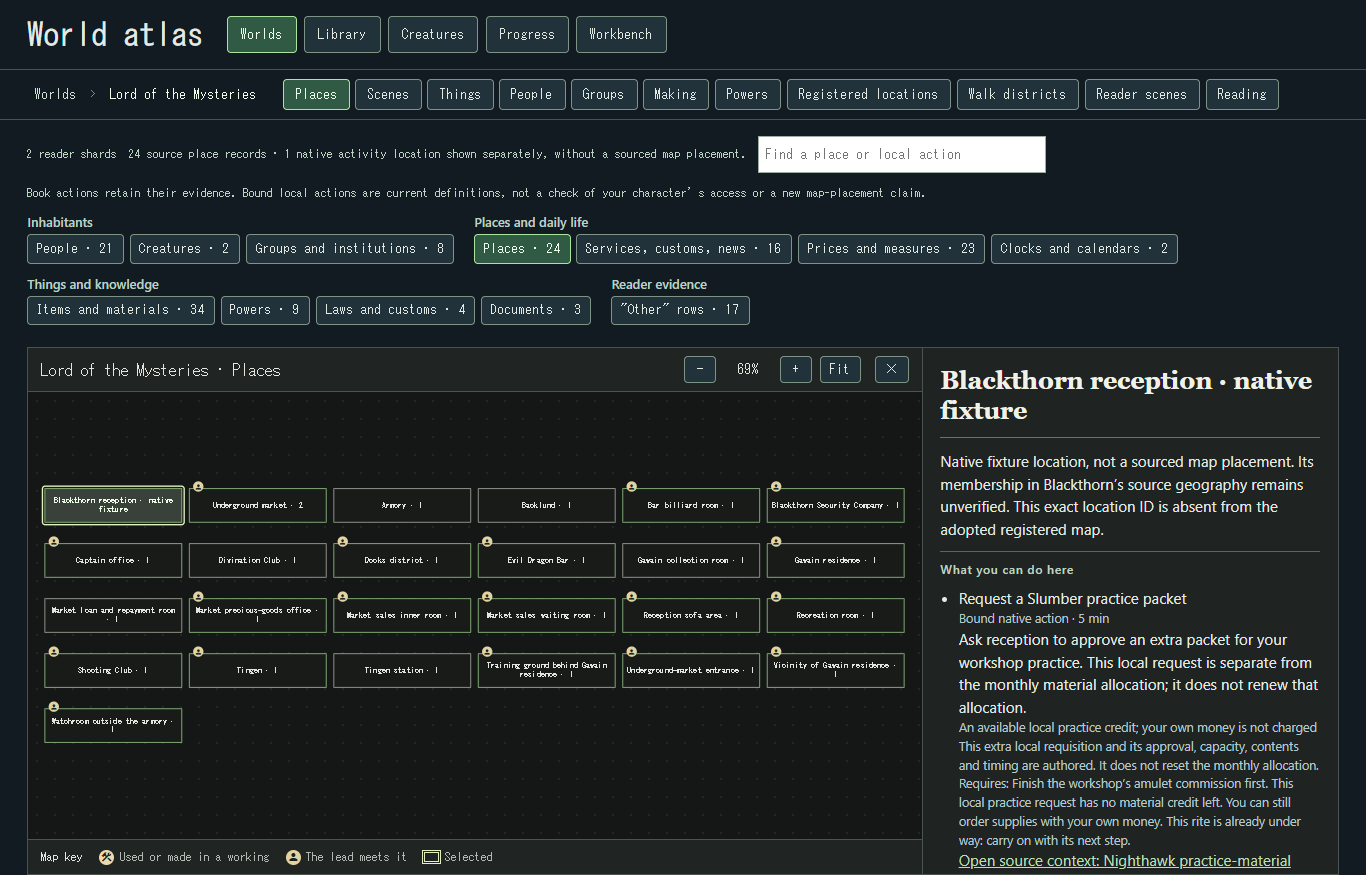 World atlas
Worlds
Library
Creatures
Progress
Workbench
Worlds > Lord of the Mysteries
Places
Scenes
Things
People
Groups
Making
Powers
Registered locations
Walk districts
Reader scenes
Reading
2 reader shards 24 source place records · 1 native activity location shown separately, without a sourced map placement.
Find a place or local action
Book actions retain their evidence. Bound local actions are current definitions, not a check of your character's access or a new map-placement claim.
Inhabitants
People · 21
Creatures · 2
Groups and institutions · 8
Places and daily life
Places · 24
Services, customs, news · 16
Prices and measures · 23
Clocks and calendars · 2
Things and knowledge
Items and materials · 34
Powers · 9
Laws and customs · 4
Documents · 3
Reader evidence
"Other" rows · 17
Lord of the Mysteries · Places
−
69%
+
Fit
×
Blackthorn reception · native
fixture
Underground market · 2
Armory · 1
Backlund · 1
Bar billiard room · 1
Blackthorn Security Company · 1
Captain office · 1
Divination Club · 1
Docks district · 1
Evil Dragon Bar · 1
Gawain collection room · 1
Gawain residence · 1
Market loan and repayment room
· 1
Market precious-goods office ·
1
Market sales inner room · 1
Market sales waiting room · 1
Reception sofa area · 1
Recreation room · 1
Shooting Club · 1
Tingen · 1
Tingen station · 1
Training ground behind Gawain
residence · 1
Underground-market entrance · 1
Vicinity of Gawain residence ·
1
Watchroom outside the armory ·
1
Map key
Used or made in a working
The lead meets it
Selected
Blackthorn reception · native
fixture
Native fixture location, not a sourced map placement. Its
membership in Blackthorn's source geography remains
unverified. This exact location ID is absent from the
adopted registered map.
What you can do here
• Request a Slumber practice packet
Bound native action · 5 min
Ask reception to approve an extra packet for your
workshop practice. This local request is separate from
the monthly material allocation; it does not renew that
allocation.
An available local practice credit; your own money is not charged
This extra local requisition and its approval, capacity, contents
and timing are authored. It does not reset the monthly allocation.
Requires: Finish the workshop's amulet commission first. This
local practice request has no material credit left. You can still
order supplies with your own money. This rite is already under
way: carry on with its next step.
Open source context: Nighthawk practice-material